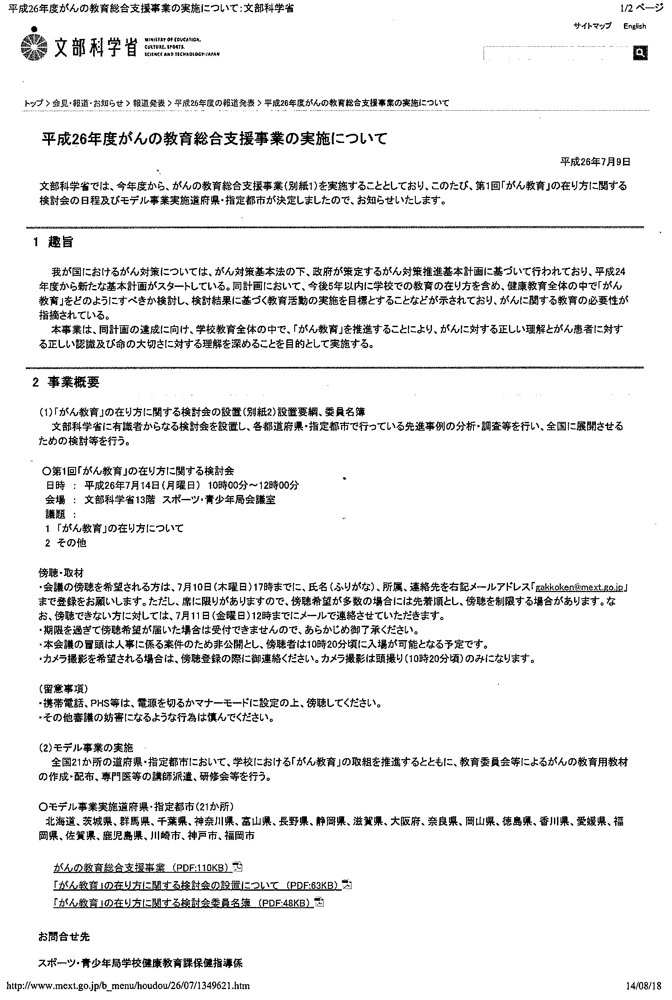 平成26年度がんの教育総合支援事業の実施について:文部科学省
1/2 ページ
サイトマップ English
文部科学省
MINISTRY OF EDUCATION,
CULTURE, SPORTS,
SCIENCE AND TECHNOLOGY-JAPAN
トップ > 会見・報道・お知らせ > 報道発表 > 平成26年度の報道発表 > 平成26年度がんの教育総合支援事業の実施について
平成26年度がんの教育総合支援事業の実施について
平成26年7月9日
文部科学省では、今年度から、がんの教育総合支援事業(別紙1)を実施することとしており、このたび、第1回「がん教育」の在り方に関する
検討会の日程及びモデル事業実施道府県・指定都市が決定しましたので、お知らせいたします。
1 趣旨
我が国におけるがん対策については、がん対策基本法の下、政府が策定するがん対策推進基本計画に基づいて行われており、平成24
年度から新たな基本計画がスタートしている。同計画において、今後5年以内に学校での教育の在り方を含め、健康教育全体の中で「がん
教育」をどのようにすべきか検討し、検討結果に基づく教育活動の実施を目標とすることなどが示されており、がんに関する教育の必要性が
指摘されている。
本事業は、同計画の達成に向け、学校教育全体の中で、「がん教育」を推進することにより、がんに対する正しい理解とがん患者に対す
る正しい認識及び命の大切さに対する理解を深めることを目的として実施する。
2 事業概要
(1)「がん教育」の在り方に関する検討会の設置(別紙2)設置要綱、委員名簿
文部科学省に有識者からなる検討会を設置し、各都道府県・指定都市で行っている先進事例の分析・調査等を行い、全国に展開させる
ための検討等を行う。
○第1回「がん教育」の在り方に関する検討会
日時 : 平成26年7月14日(月曜日) 10時00分~12時00分
会場 : 文部科学省13階 スポーツ・青少年局会議室
議題 :
1 「がん教育」の在り方について
2 その他
傍聴・取材
・会議の傍聴を希望される方は、7月10日(木曜日)17時までに、氏名(ふりがな)、所属、連絡先を右記メールアドレス「gakkoken@mext.go.jp」
まで登録をお願いします。ただし、席に限りがありますので、傍聴希望が多数の場合には先着順とし、傍聴を制限する場合があります。な
お、傍聴できない方に対しては、7月11日(金曜日)12時までにメールで連絡させていただきます。
・期限を過ぎて傍聴希望が届いた場合は受付できませんので、あらかじめ御了承ください。
・本会議の冒頭は人事に係る案件のため非公開とし、傍聴者は10時20分頃に入場が可能となる予定です。
・カメラ撮影を希望される場合は、傍聴登録の際に御連絡ください。カメラ撮影は頭撮り(10時20分頃)のみになります。
(留意事項)
・携帯電話、PHS等は、電源を切るかマナーモードに設定の上、傍聴してください。
・その他審議の妨害になるような行為は慎んでください。
(2)モデル事業の実施
全国21か所の道府県・指定都市において、学校における「がん教育」の取組を推進するとともに、教育委員会等によるがんの教育用教材
の作成・配布、専門医等の講師派遣、研修会等を行う。
○モデル事業実施道府県・指定都市(21か所)
北海道、茨城県、群馬県、千葉県、神奈川県、富山県、長野県、静岡県、滋賀県、大阪府、奈良県、岡山県、徳島県、香川県、愛媛県、福
岡県、佐賀県、鹿児島県、川崎市、神戸市、福岡市
がんの教育総合支援事業 (PDF:110KB)
「がん教育」の在り方に関する検討会の設置について (PDF:63KB)
「がん教育」の在り方に関する検討会委員名簿 (PDF:48KB)
お問合せ先
スポーツ・青少年局学校健康教育課保健指導係
http://www.mext.go.jp/b_menu/houdou/26/07/1349621.htm
14/08/18